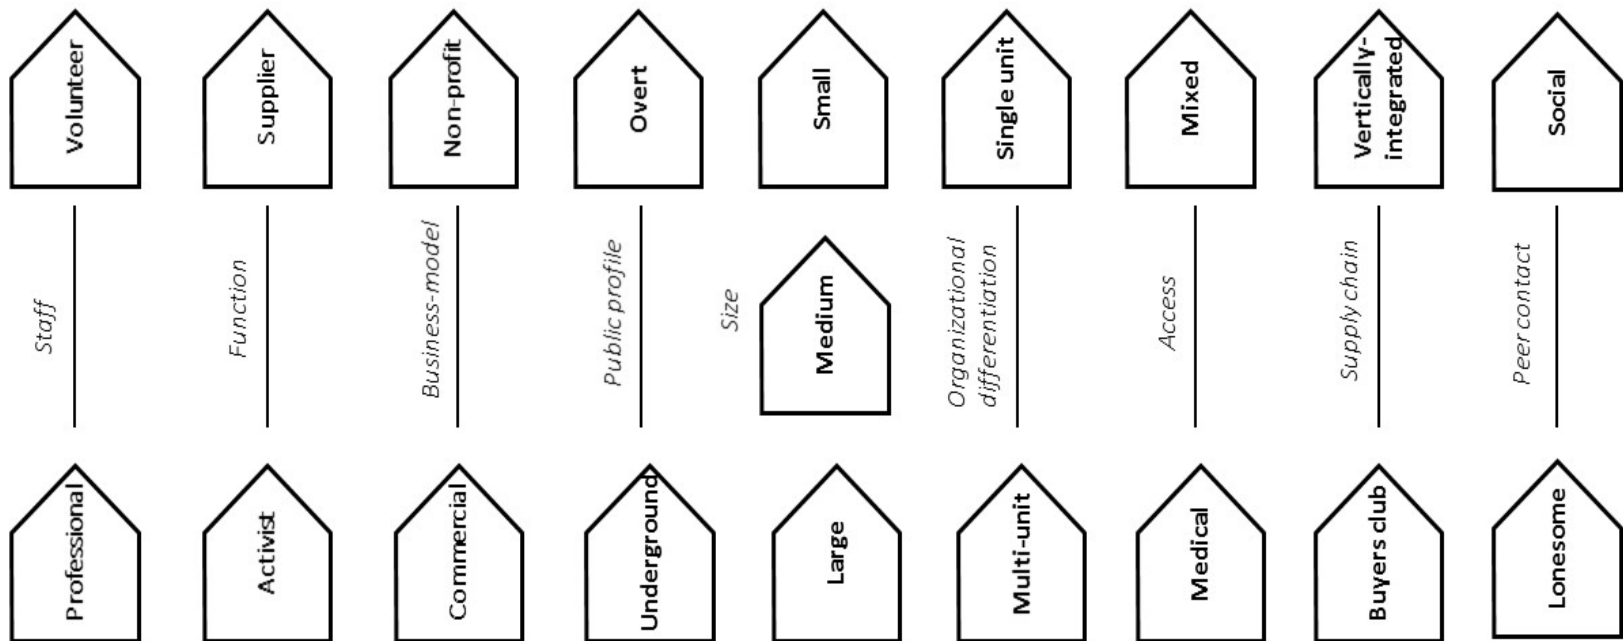 Volunteer
Supplier
Non-profit
Overt
Small
Single unit
Mixed
Vertically-
integrated
Social
Staff
Function
Business-model
Public profile
Size
Medium
Organizational
differentiation
Access
Supply chain
Peer contact
Professional
Activist
Commercial
Underground
Large
Multi-unit
Medical
Buyers club
Lonesome